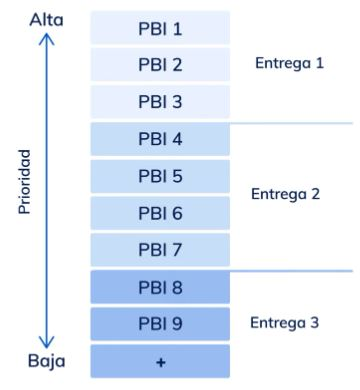 Alta
Prioridad
Baja
PBI 1
PBI 2
PBI 3
PBI 4
PBI 5
PBI 6
PBI 7
PBI 8
PBI 9
+
Entrega 1
Entrega 2
Entrega 3